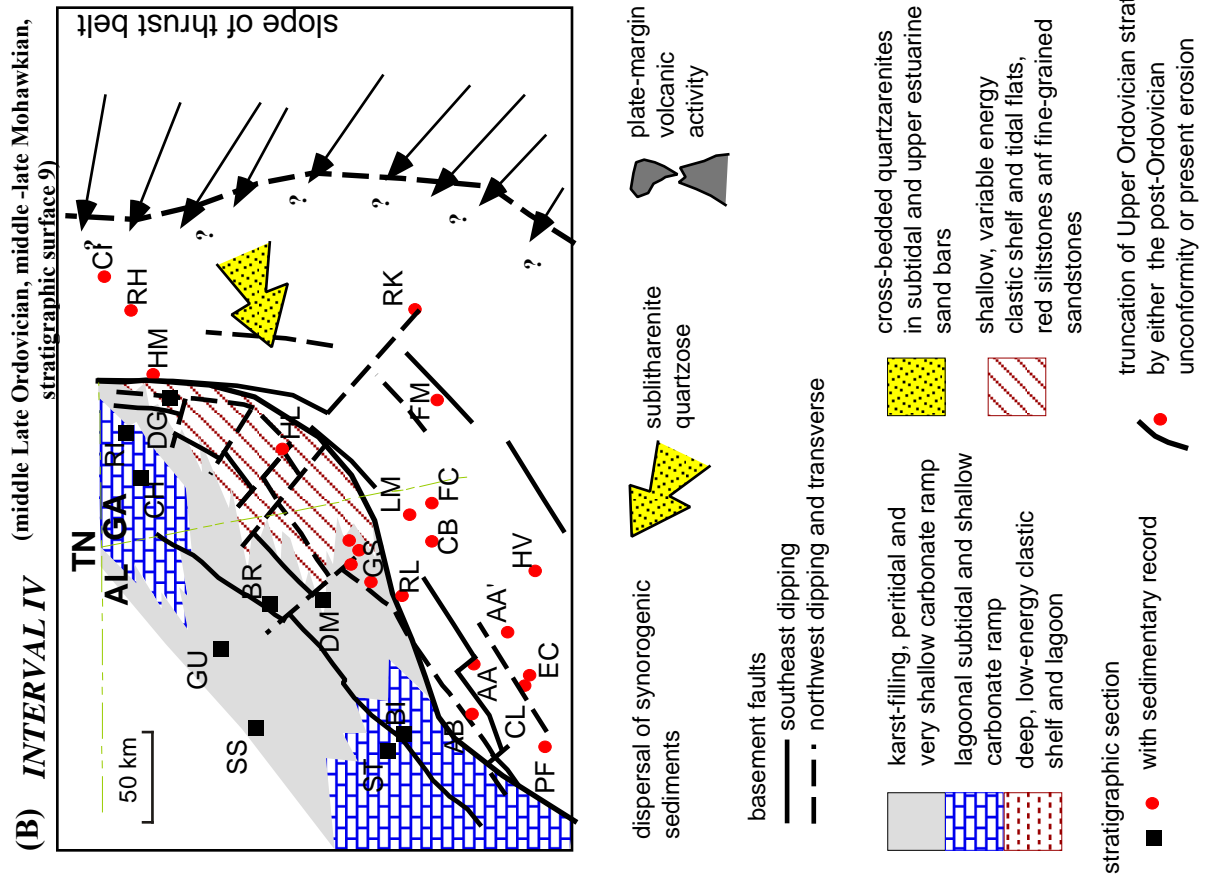 (B) INTERVAL IV (middle Late Ordovician, middle -late Mohawkian,
stratigraphic surface 9)
slope of thrust belt
50 km
TN
AL
GA
RI
CH
DG
HM
RH
CI
?
?
?
?
?
?
GU
SS
BR
DM
HL
GS
RL
LM
FC
CB
FM
RK
HV
AA'
AA
AB
EC
CL
PF
ST
BI
dispersal of synorogenic
sediments
sublitharenite
quartzose
plate-margin
volcanic
activity
basement faults
southeast dipping
northwest dipping and transverse
karst-filling, peritidal and
very shallow carbonate ramp
lagoonal subtidal and shallow
carbonate ramp
deep, low-energy clastic
shelf and lagoon
cross-bedded quartzarenites
in subtidal and upper estuarine
sand bars
shallow, variable energy
clastic shelf and tidal flats,
red siltstones anf fine-grained
sandstones
stratigraphic section
with sedimentary record
truncation of Upper Ordovician strat
by either the post-Ordovician
unconformity or present erosion